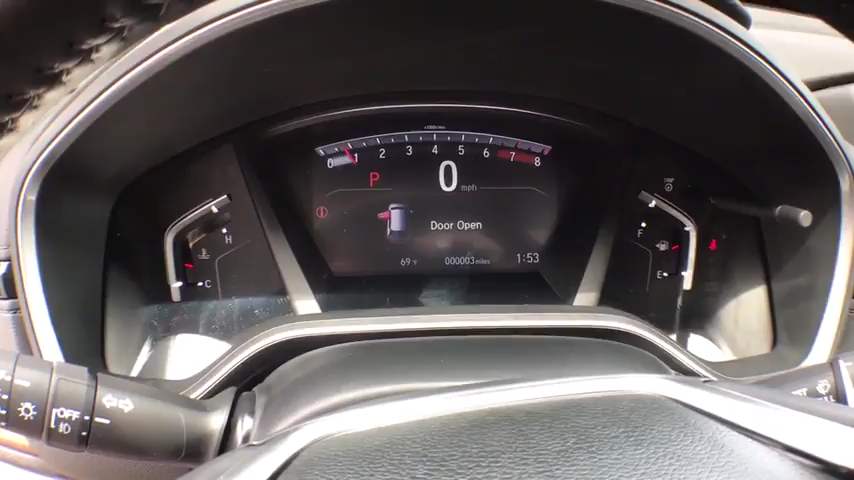 0 1 2 3 4 5 6 7 8
P
0 mph
Door Open
69°F 000003 miles 1:53
H
C
F
E
OFF